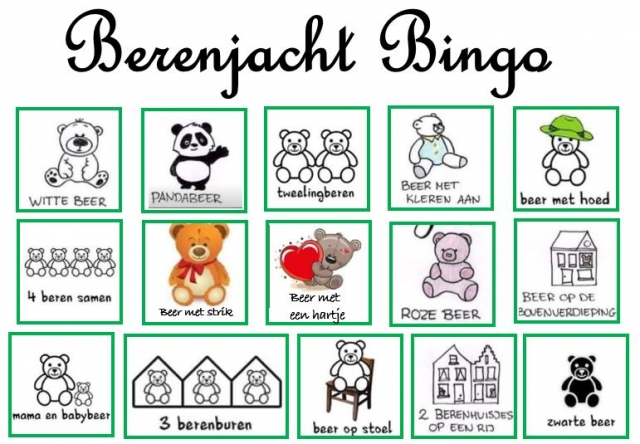 Berenjacht Bingo
WITTE BEER
PANDABEER
tweelingberen
BEER MET
KLEREN AAN
beer met hoed
4 beren samen
Beer met strik
Beer met
een hartje
ROZE BEER
BEER OP DE
BOVENVERDIEPING
mama en babybeer
3 berenburen
beer op stoel
2 BERENHUISJES
OP EEN RIJ
zwarte beer